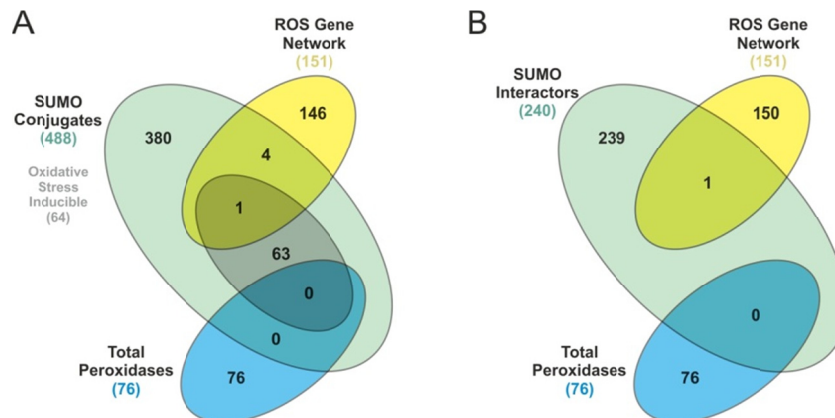 A
ROS Gene
Network
(151)
SUMO
Conjugates
(488)
Oxidative
Stress
Inducible
(64)
380
146
4
1
63
0
0
Total
Peroxidases
(76)
76
B
ROS Gene
Network
(151)
SUMO
Interactors
(240)
239
150
1
0
Total
Peroxidases
(76)
76